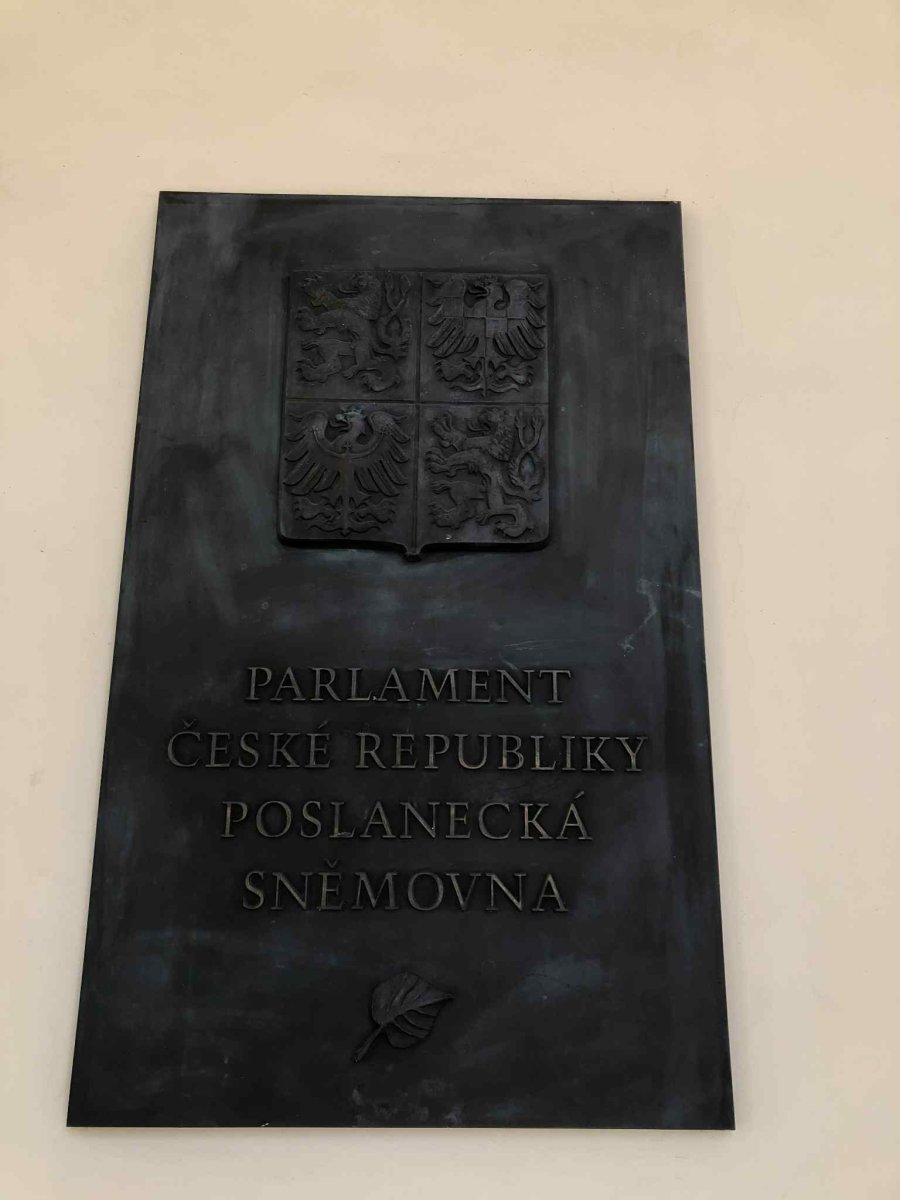 PARLAMENT
ČESKÉ REPUBLIKY
POSLANECKÁ
SNĚMOVNA